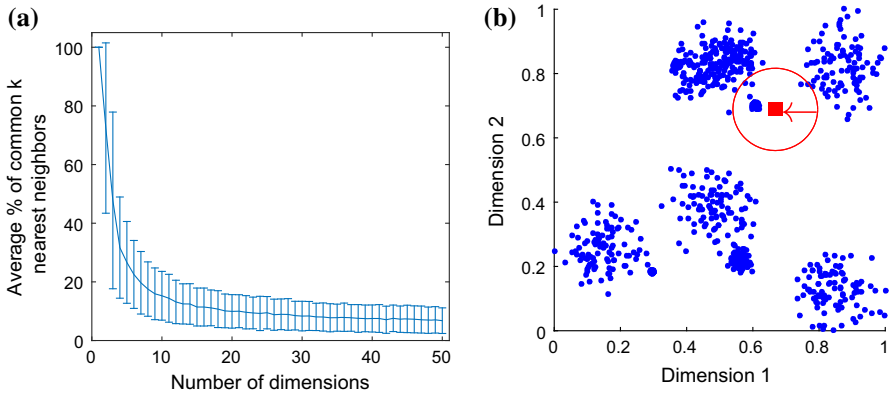 (a)
100
80
60
40
20
0
0 10 20 30 40 50
Number of dimensions
Average % of common k
nearest neighbors
(b)
1
0.8
0.6
0.4
0.2
0
0 0.2 0.4 0.6 0.8 1
Dimension 1
Dimension 2